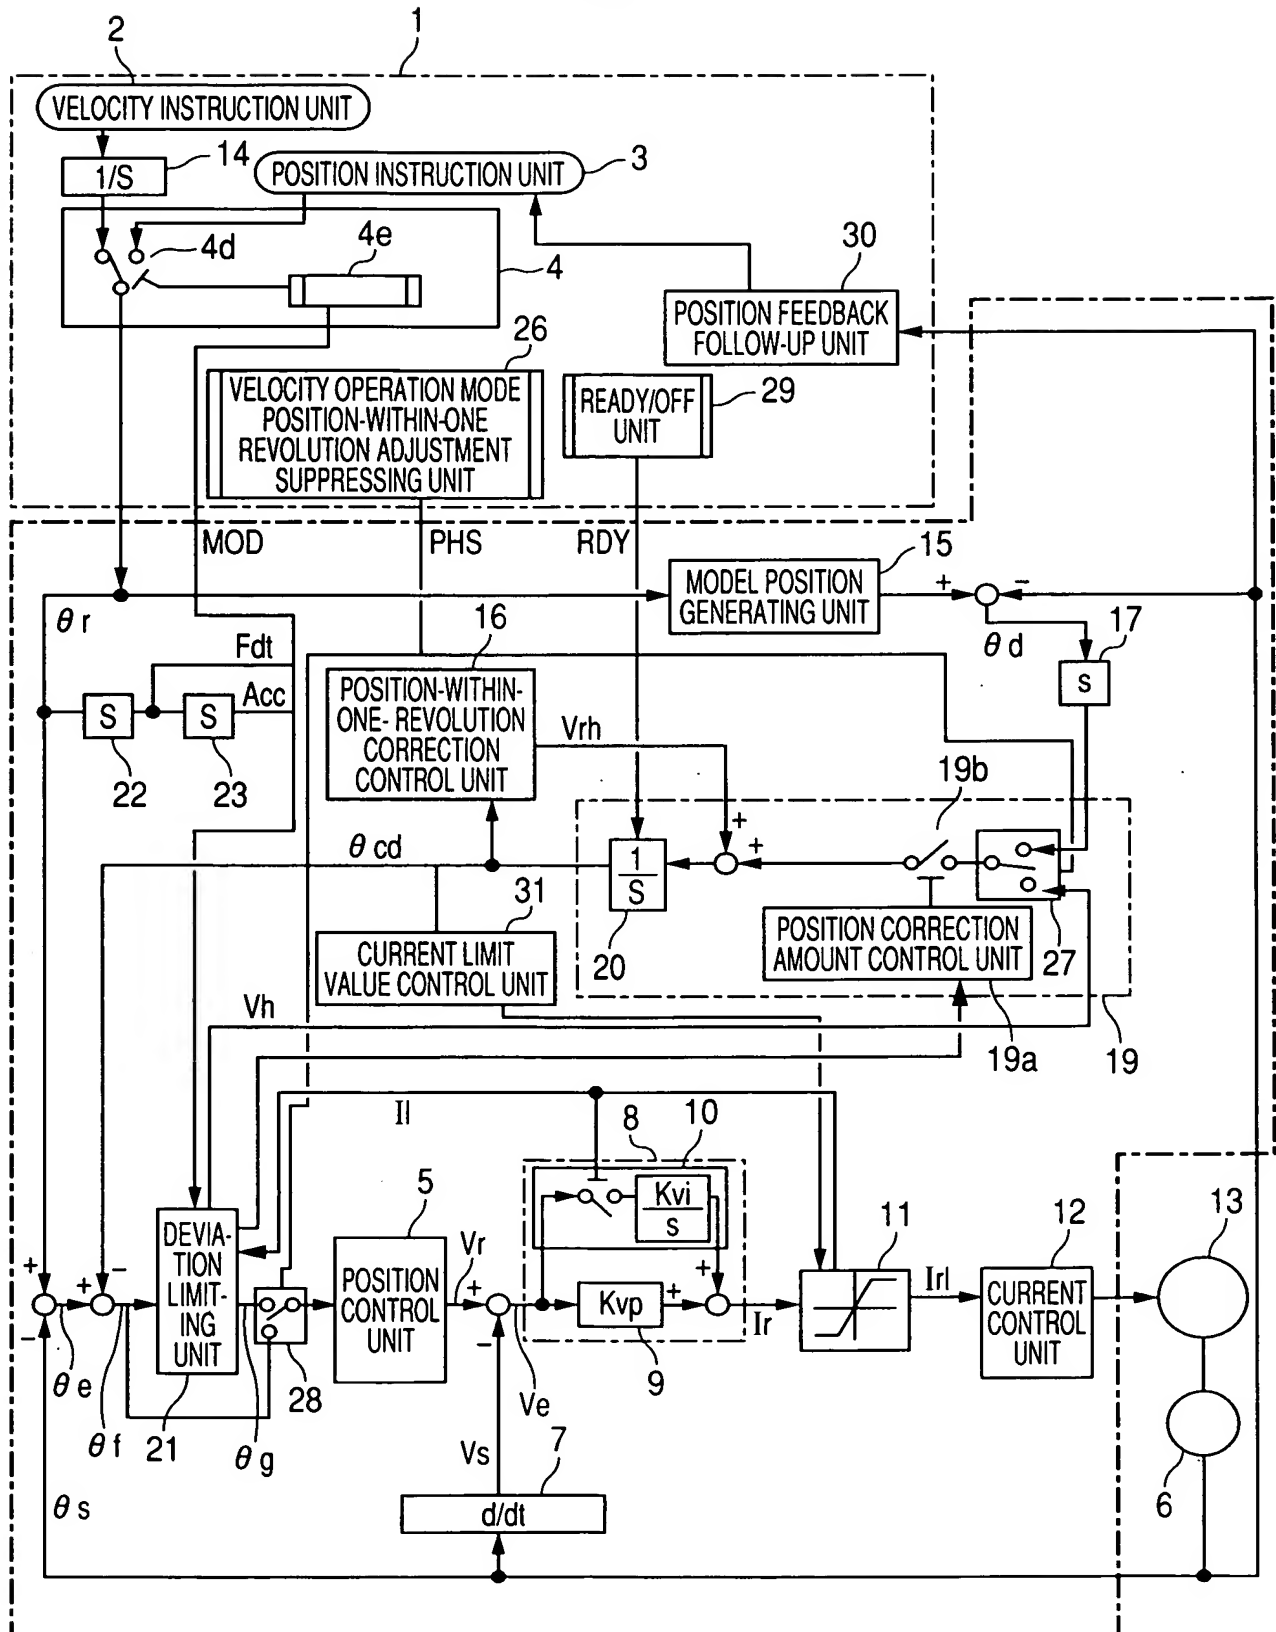 1
2
VELOCITY INSTRUCTION UNIT
14
1/S
POSITION INSTRUCTION UNIT
3
4d
4e
4
30
POSITION FEEDBACK
FOLLOW-UP UNIT
26
VELOCITY OPERATION MODE
POSITION-WITHIN-ONE
REVOLUTION ADJUSTMENT
SUPPRESSING UNIT
READY/OFF
UNIT
29
MOD
PHS
RDY
15
MODEL POSITION
GENERATING UNIT
+
-
θr
θd
17
s
Fdt
Acc
S
S
22
23
16
POSITION-WITHIN-
ONE- REVOLUTION
CORRECTION
CONTROL UNIT
Vrh
19b
+
+
θcd
1
S
20
31
CURRENT LIMIT
VALUE CONTROL UNIT
POSITION CORRECTION
AMOUNT CONTROL UNIT
27
19a
19
Vh
Il
8
10
Kvi
s
5
DEVIA-
TION
LIMIT-
ING
UNIT
21
28
POSITION
CONTROL
UNIT
Vr
+
-
Ve
Kvp
9
+
+
Ir
11
Irl
12
CURRENT
CONTROL
UNIT
13
6
+
-
+
-
θe
θf
θg
θs
Vs
7
d/dt